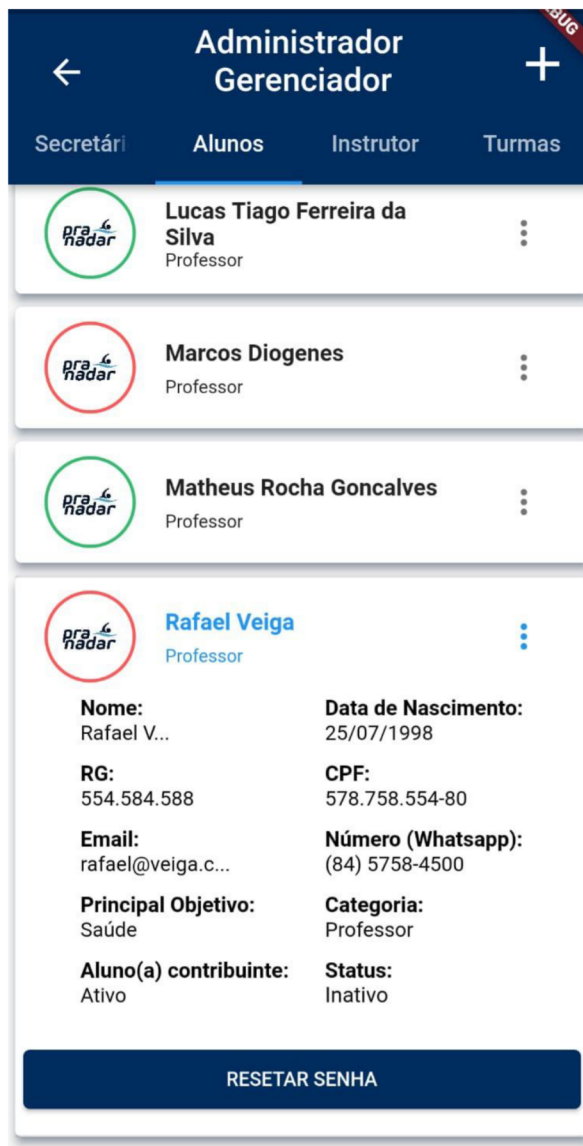 Administrador
Gerenciador
BUG
Secretári
Alunos
Instrutor
Turmas
pra
nadar
Lucas Tiago Ferreira da
Silva
Professor
pra
nadar
Marcos Diogenes
Professor
pra
nadar
Matheus Rocha Goncalves
Professor
pra
nadar
Rafael Veiga
Professor
Nome:
Rafael V...
Data de Nascimento:
25/07/1998
RG:
554.584.588
CPF:
578.758.554-80
Email:
rafael@veiga.c...
Número (Whatsapp):
(84) 5758-4500
Principal Objetivo:
Saúde
Categoria:
Professor
Aluno(a) contribuinte:
Ativo
Status:
Inativo
RESETAR SENHA